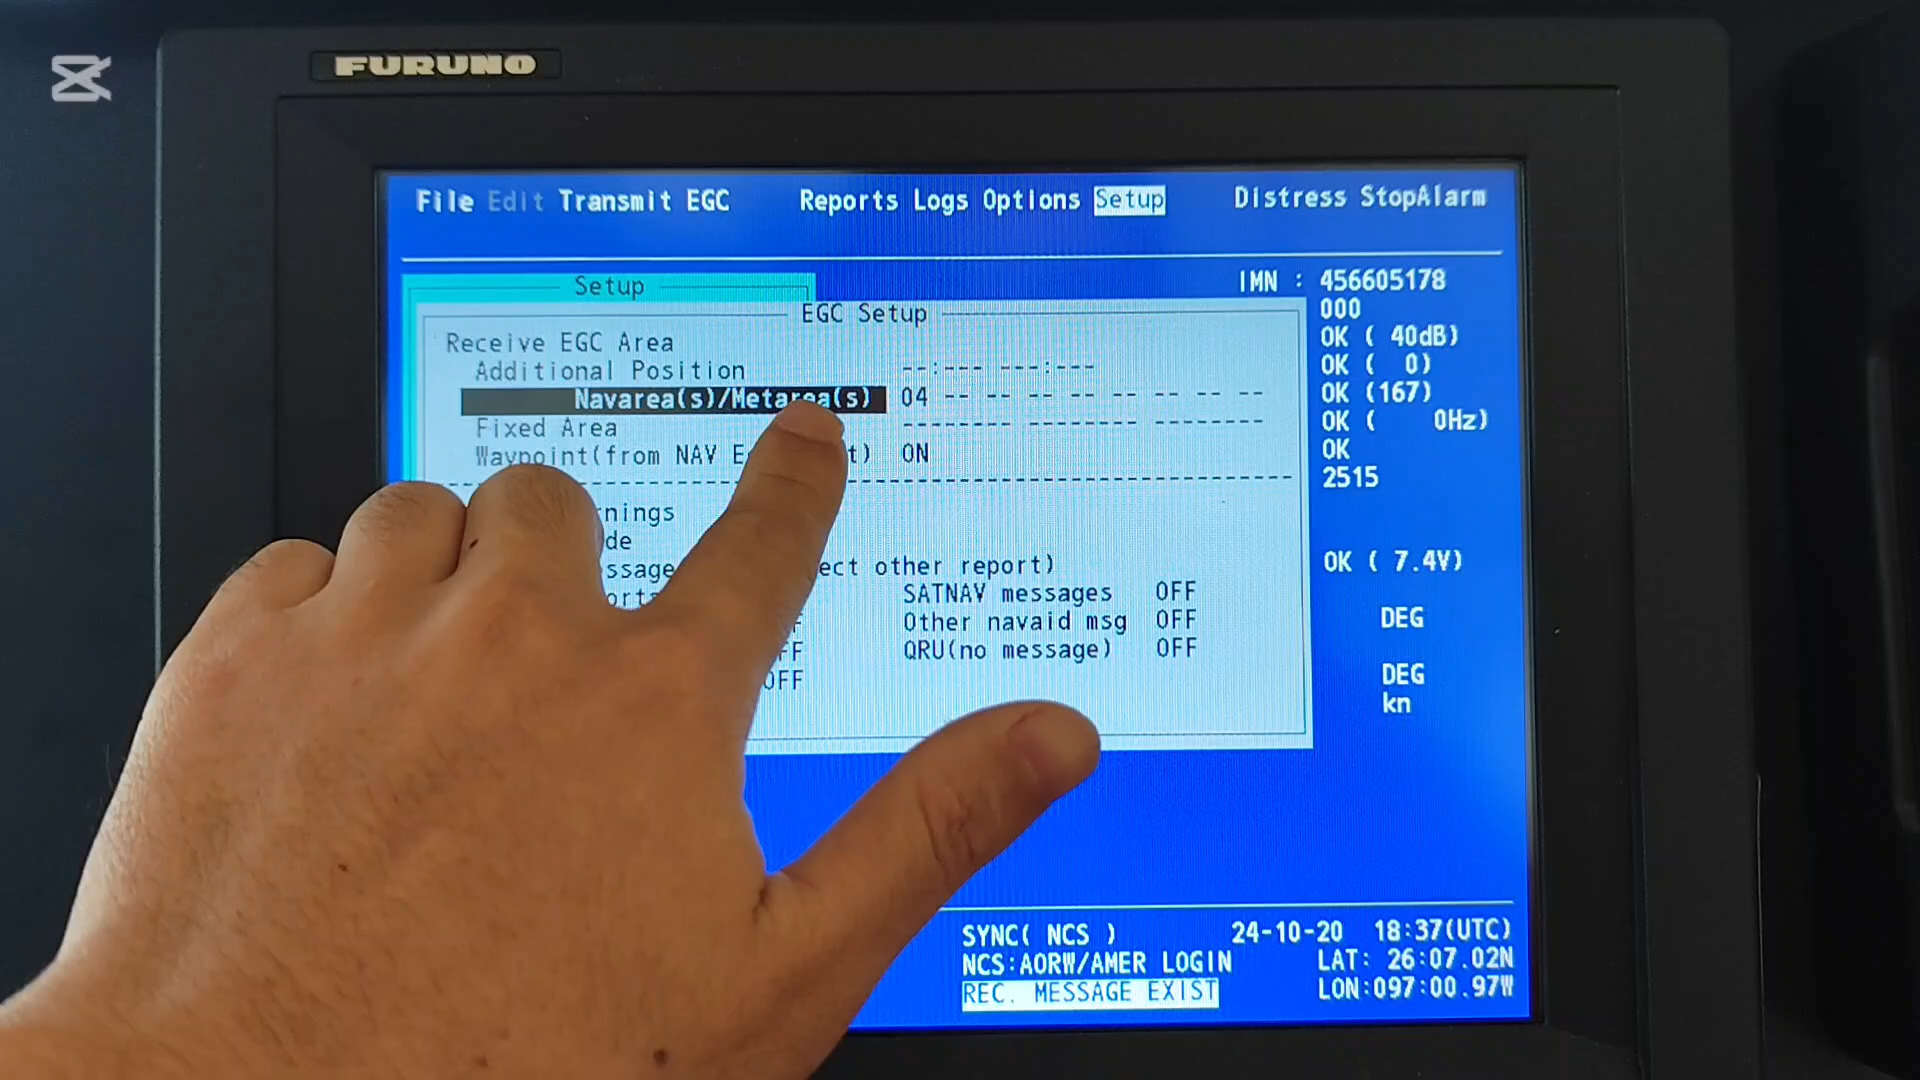 FURUNO
File Edit Transmit EGC Reports Logs Options Setup Distress StopAlarm
Setup
IMN : 456605178
EGC Setup
000
Receive EGC Area
OK ( 40dB)
Additional Position --:--- ---:---
OK ( 0)
Navarea(s)/Metarea(s) 04 -- -- -- -- -- -- -- --
OK (167)
Fixed Area -------- -------- --------
OK ( 0Hz)
Waypoint(from NAV E t) ON
OK
2515
rnings
de
ssage ect other report)
OK ( 7.4V)
orts
SATNAV messages OFF
F Other navaid msg OFF
DEG
FF QRU(no message) OFF
OFF
DEG
kn
SYNC( NCS ) 24-10-20 18:37(UTC)
NCS:AORW/AMER LOGIN LAT: 26:07.02N
REC. MESSAGE EXIST LON:097:00.97W